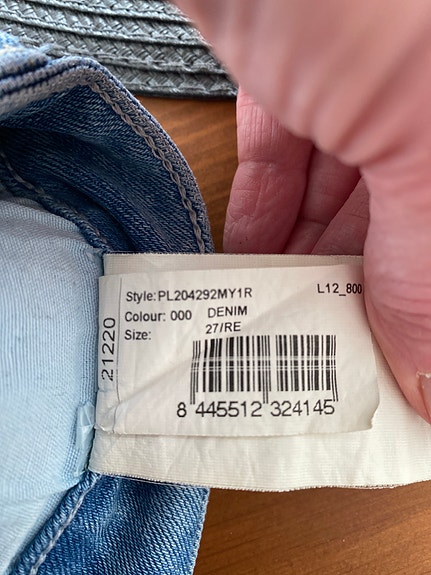 Style: PL204292MY1R L12_800
Colour: 000 DENIM
Size: 27/RE
21220
8 445512 324145